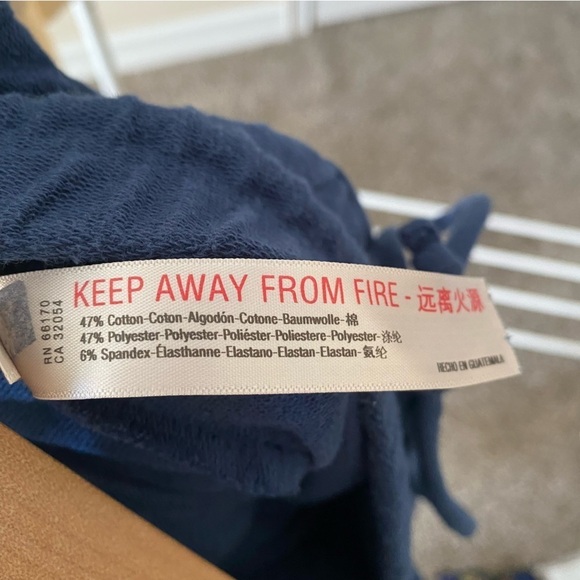 RN 66170
CA 32054
KEEP AWAY FROM FIRE - 远离火源
47% Cotton-Coton-Algodón-Cotone-Baumwolle-棉
47% Polyester-Polyester-Poliéster-Poliestere-Polyester-涤纶
6% Spandex-Élasthanne-Elastano-Elastan-Elastan-氨纶
HECHO EN GUATEMALA